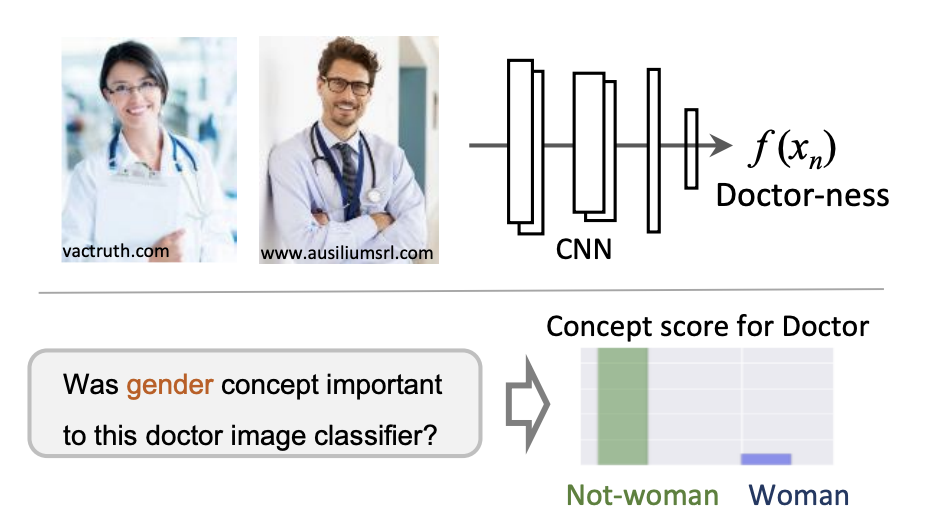 vactruth.com
www.ausiliumsrl.com
CNN
f(xₙ)
Doctor-ness
Concept score for Doctor
Was gender concept important
to this doctor image classifier?
Not-woman
Woman